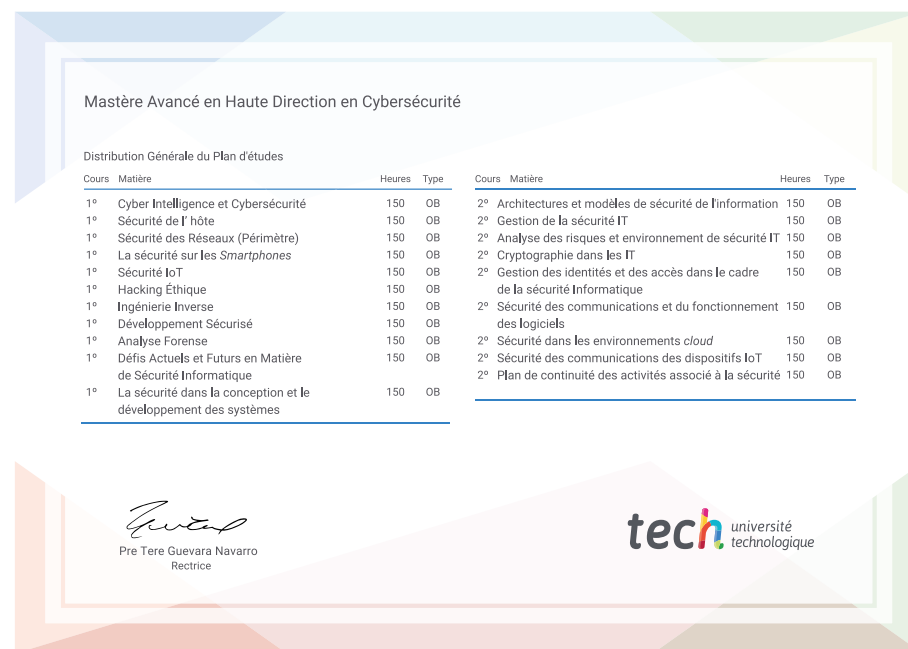 Mastère Avancé en Haute Direction en Cybersécurité
Distribution Générale du Plan d'études
Cours Matière Heures Type
1º Cyber Intelligence et Cybersécurité 150 OB
1º Sécurité de l' hôte 150 OB
1º Sécurité des Réseaux (Périmètre) 150 OB
1º La sécurité sur les Smartphones 150 OB
1º Sécurité IoT 150 OB
1º Hacking Éthique 150 OB
1º Ingénierie Inverse 150 OB
1º Développement Sécurisé 150 OB
1º Analyse Forense 150 OB
1º Défis Actuels et Futurs en Matière 150 OB
de Sécurité Informatique
1º La sécurité dans la conception et le 150 OB
développement des systèmes
Cours Matière Heures Type
2º Architectures et modèles de sécurité de l'information 150 OB
2º Gestion de la sécurité IT 150 OB
2º Analyse des risques et environnement de sécurité IT 150 OB
2º Cryptographie dans les IT 150 OB
2º Gestion des identités et des accès dans le cadre 150 OB
de la sécurité Informatique
2º Sécurité des communications et du fonctionnement 150 OB
des logiciels
2º Sécurité dans les environnements cloud 150 OB
2º Sécurité des communications des dispositifs IoT 150 OB
2º Plan de continuité des activités associé à la sécurité 150 OB
Pre Tere Guevara Navarro
Rectrice
tech université
technologique